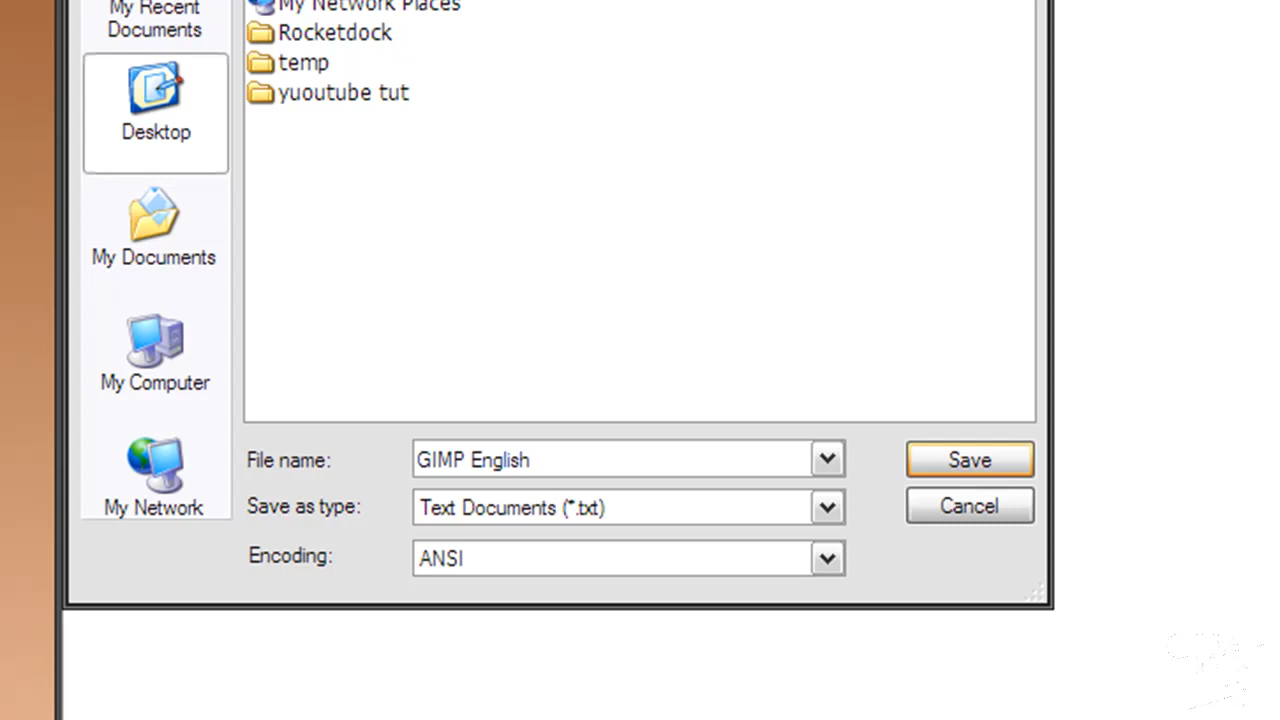 My Recent
Documents
Desktop
My Documents
My Computer
My Network
My Network Places
Rocketdock
temp
yuoutube tut
File name:
GIMP English
Save
Save as type:
Text Documents (*.txt)
Cancel
Encoding:
ANSI